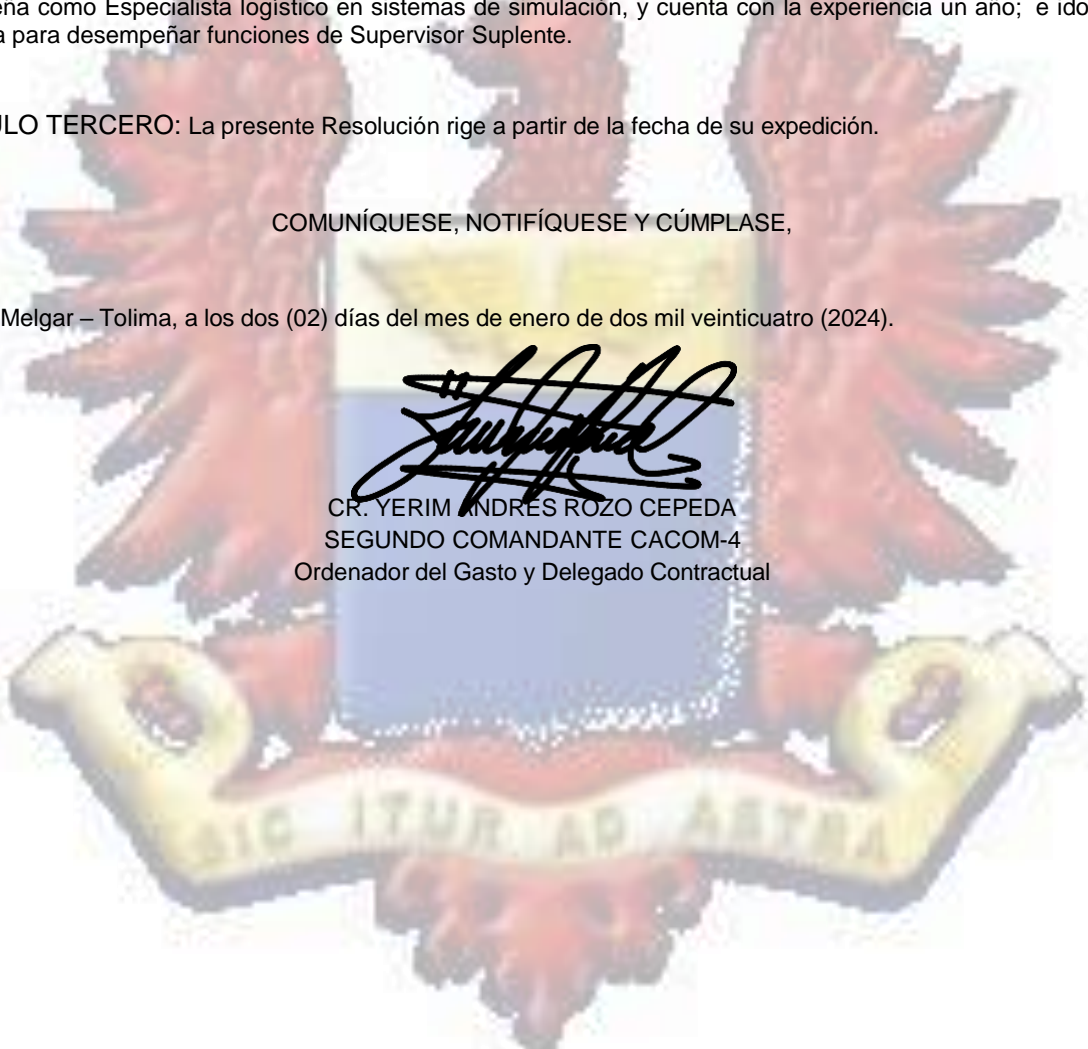 eña como Especialista logístico en sistemas de simulación, y cuenta con la experiencia un año; e ido
a para desempeñar funciones de Supervisor Suplente.
ULO TERCERO: La presente Resolución rige a partir de la fecha de su expedición.
COMUNÍQUESE, NOTIFÍQUESE Y CÚMPLASE,
Melgar – Tolima, a los dos (02) días del mes de enero de dos mil veinticuatro (2024).
CR. YERIM ANDRES ROZO CEPEDA
SEGUNDO COMANDANTE CACOM-4
Ordenador del Gasto y Delegado Contractual
SIC ITUR AD ASTRA